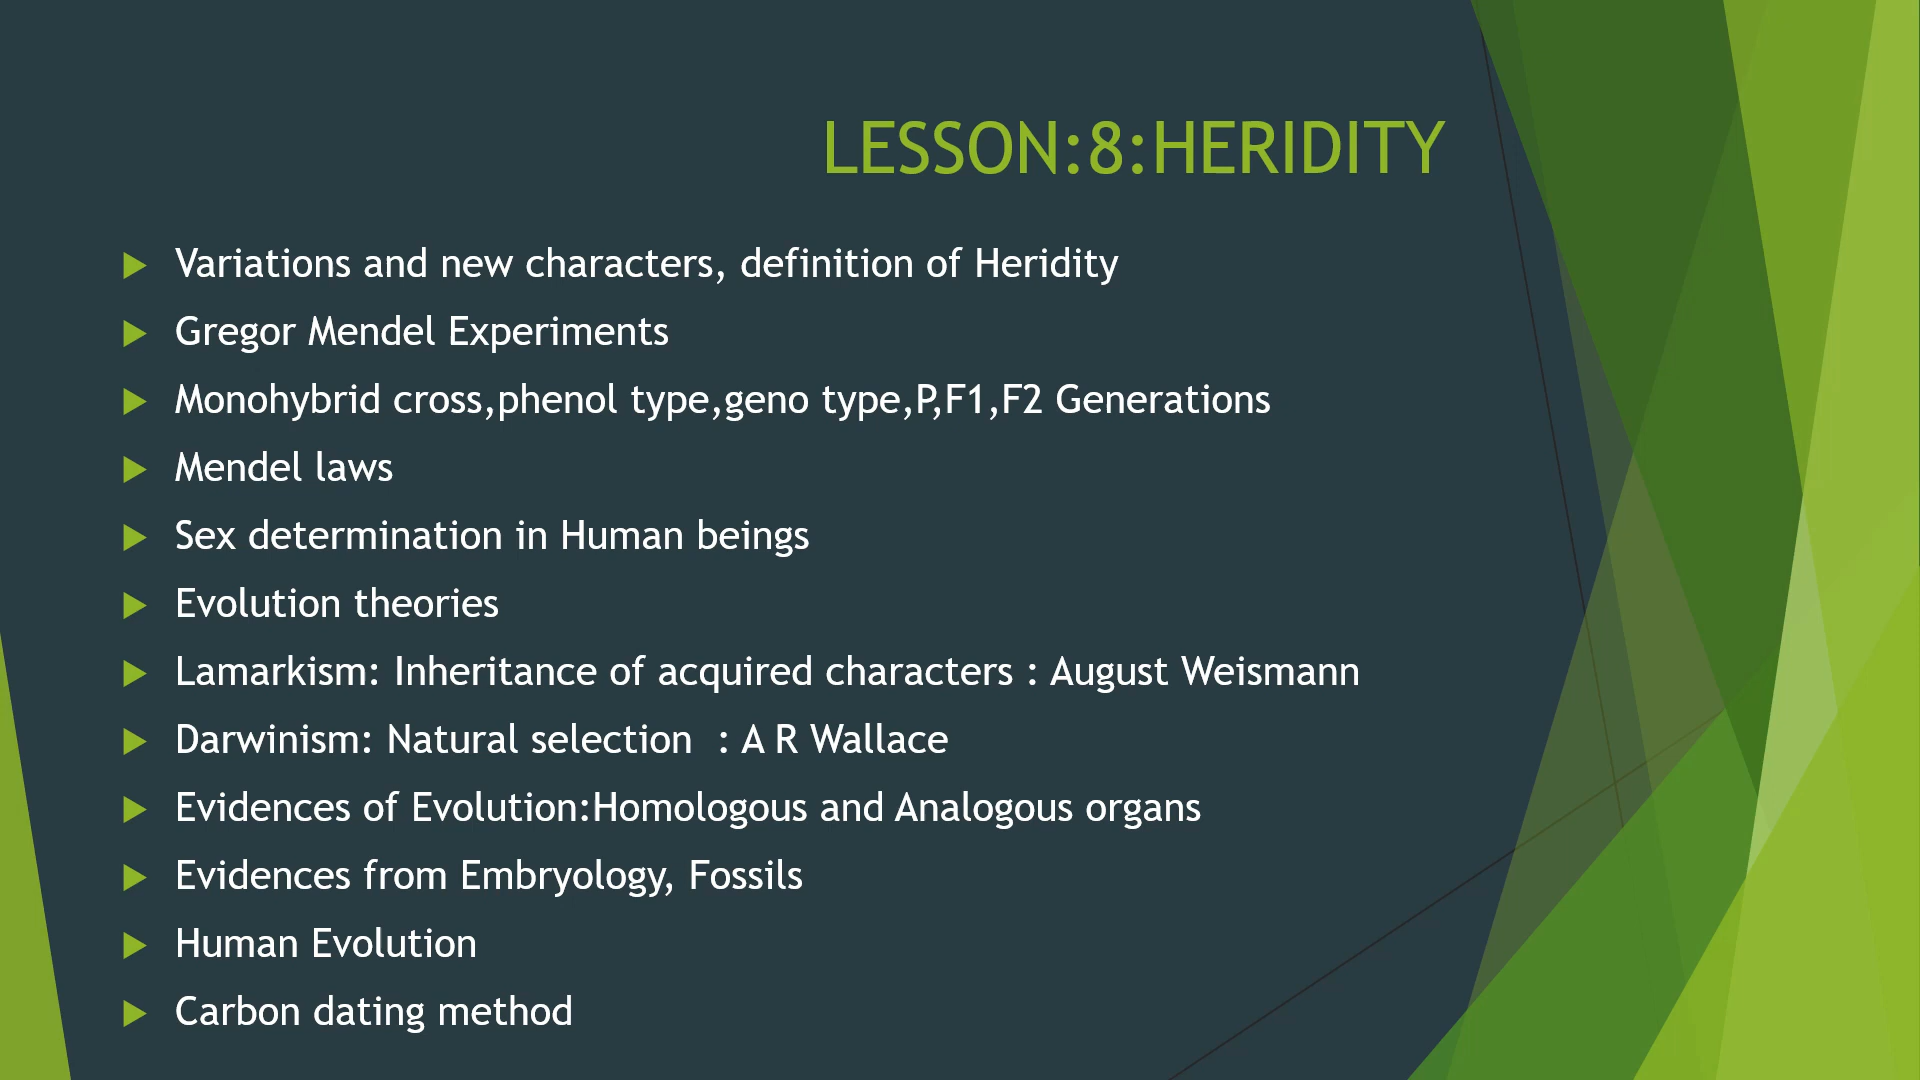 LESSON:8:HERIDITY
Variations and new characters, definition of Heridity
Gregor Mendel Experiments
Monohybrid cross,phenol type,geno type,P,F1,F2 Generations
Mendel laws
Sex determination in Human beings
Evolution theories
Lamarkism: Inheritance of acquired characters : August Weismann
Darwinism: Natural selection  : A R Wallace
Evidences of Evolution:Homologous and Analogous organs
Evidences from Embryology, Fossils
Human Evolution
Carbon dating method